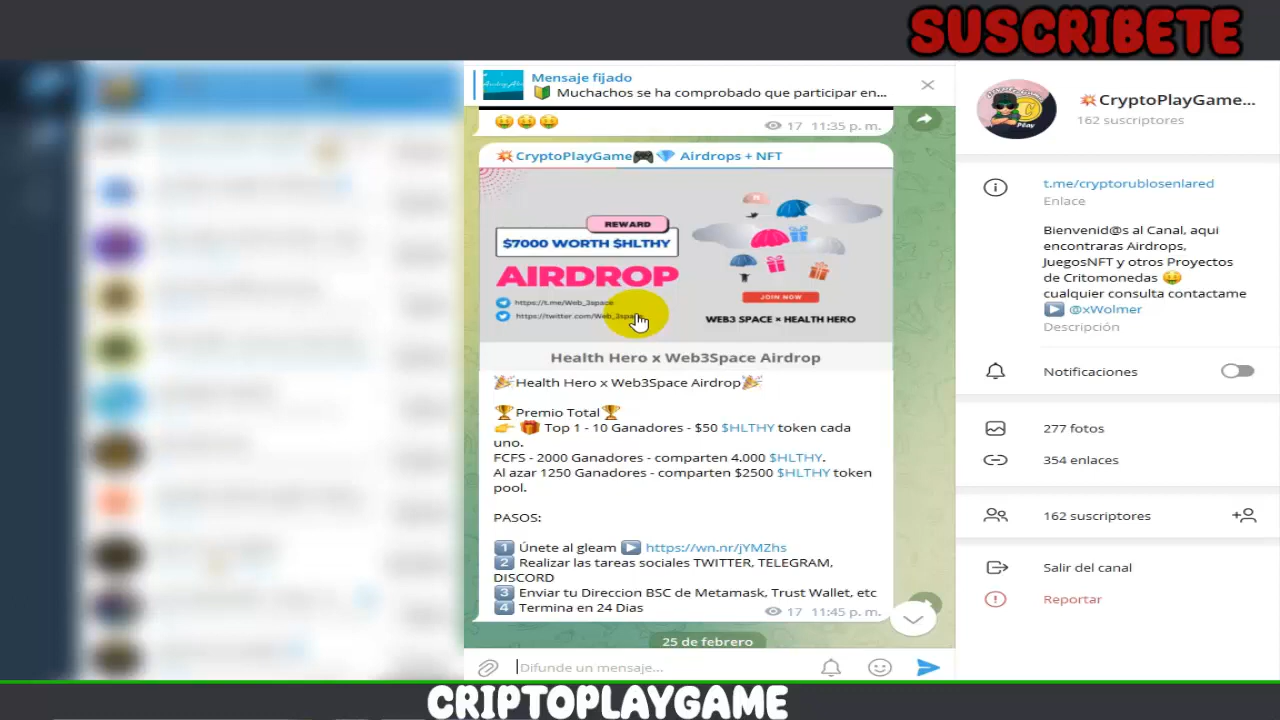 SUSCRIBETE
Mensaje fijado
🔰 Muchachos se ha comprobado que participar en...
🤑 🤑 🤑
17 11:35 p. m.
💥CryptoPlayGame🎮💎 Airdrops + NFT
REWARD
$7000 WORTH $HLTHY
AIRDROP
https://t.me/Web_3space
https://twitter.com/Web_3space
JOIN NOW
WEB3 SPACE × HEALTH HERO
Health Hero x Web3Space Airdrop
🎉Health Hero x Web3Space Airdrop🎉
🏆Premio Total🏆
👉 🎁 Top 1 - 10 Ganadores - $50 $HLTHY token cada
uno.
FCFS - 2000 Ganadores - comparten 4.000 $HLTHY.
Al azar 1250 Ganadores - comparten $2500 $HLTHY token
pool.
PASOS:
1️⃣ Únete al gleam ▶️ https://wn.nr/jYMZhs
2️⃣ Realizar las tareas sociales TWITTER, TELEGRAM,
DISCORD
3️⃣ Enviar tu Direccion BSC de Metamask, Trust Wallet, etc
4️⃣ Termina en 24 Dias
17 11:45 p. m.
25 de febrero
Difunde un mensaje...
💥CryptoPlayGame...
162 suscriptores
t.me/cryptorublosenlared
Enlace
Bienvenid@s al Canal, aqui
encontraras Airdrops,
JuegosNFT y otros Proyectos
de Critomonedas 🤑
cualquier consulta contactame
▶️ @xWolmer
Descripción
Notificaciones
277 fotos
354 enlaces
162 suscriptores
Salir del canal
Reportar
CRIPTOPLAYGAME